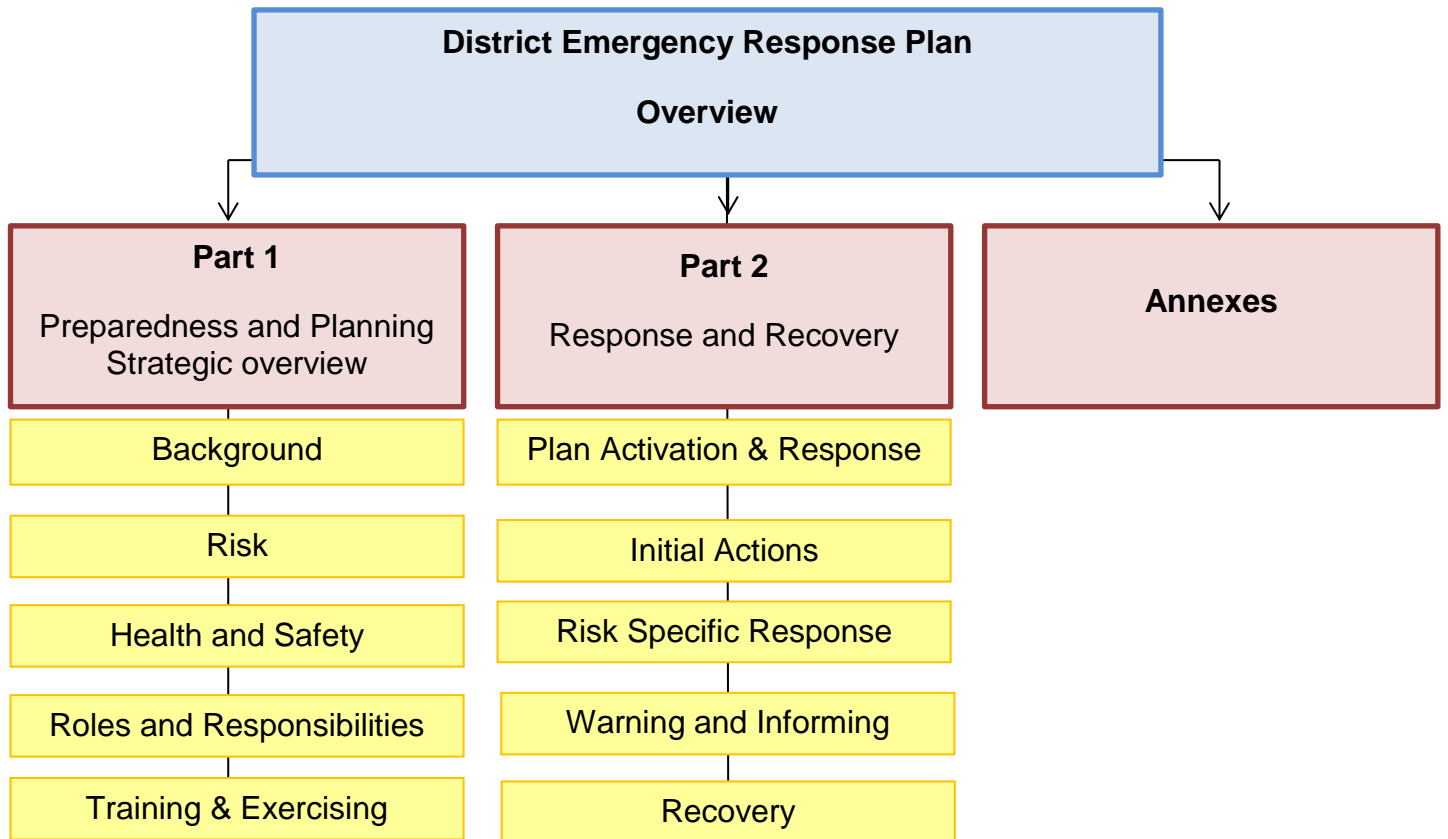 District Emergency Response Plan
Overview
Part 1
Preparedness and Planning
Strategic overview
Background
Risk
Health and Safety
Roles and Responsibilities
Training & Exercising
Part 2
Response and Recovery
Plan Activation & Response
Initial Actions
Risk Specific Response
Warning and Informing
Recovery
Annexes